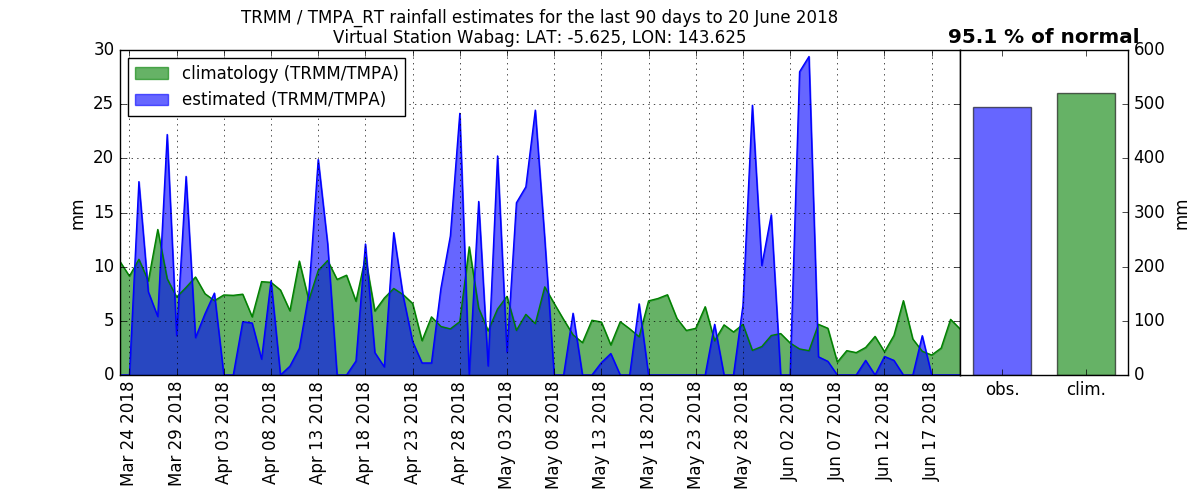 TRMM / TMPA_RT rainfall estimates for the last 90 days to 20 June 2018
Virtual Station Wabag: LAT: -5.625, LON: 143.625
95.1 % of normal
climatology (TRMM/TMPA)
estimated (TRMM/TMPA)
mm
30
25
20
15
10
5
0
Mar 24 2018
Mar 29 2018
Apr 03 2018
Apr 08 2018
Apr 13 2018
Apr 18 2018
Apr 23 2018
Apr 28 2018
May 03 2018
May 08 2018
May 13 2018
May 18 2018
May 23 2018
May 28 2018
Jun 02 2018
Jun 07 2018
Jun 12 2018
Jun 17 2018
obs.
clim.
600
500
400
300
200
100
0
mm